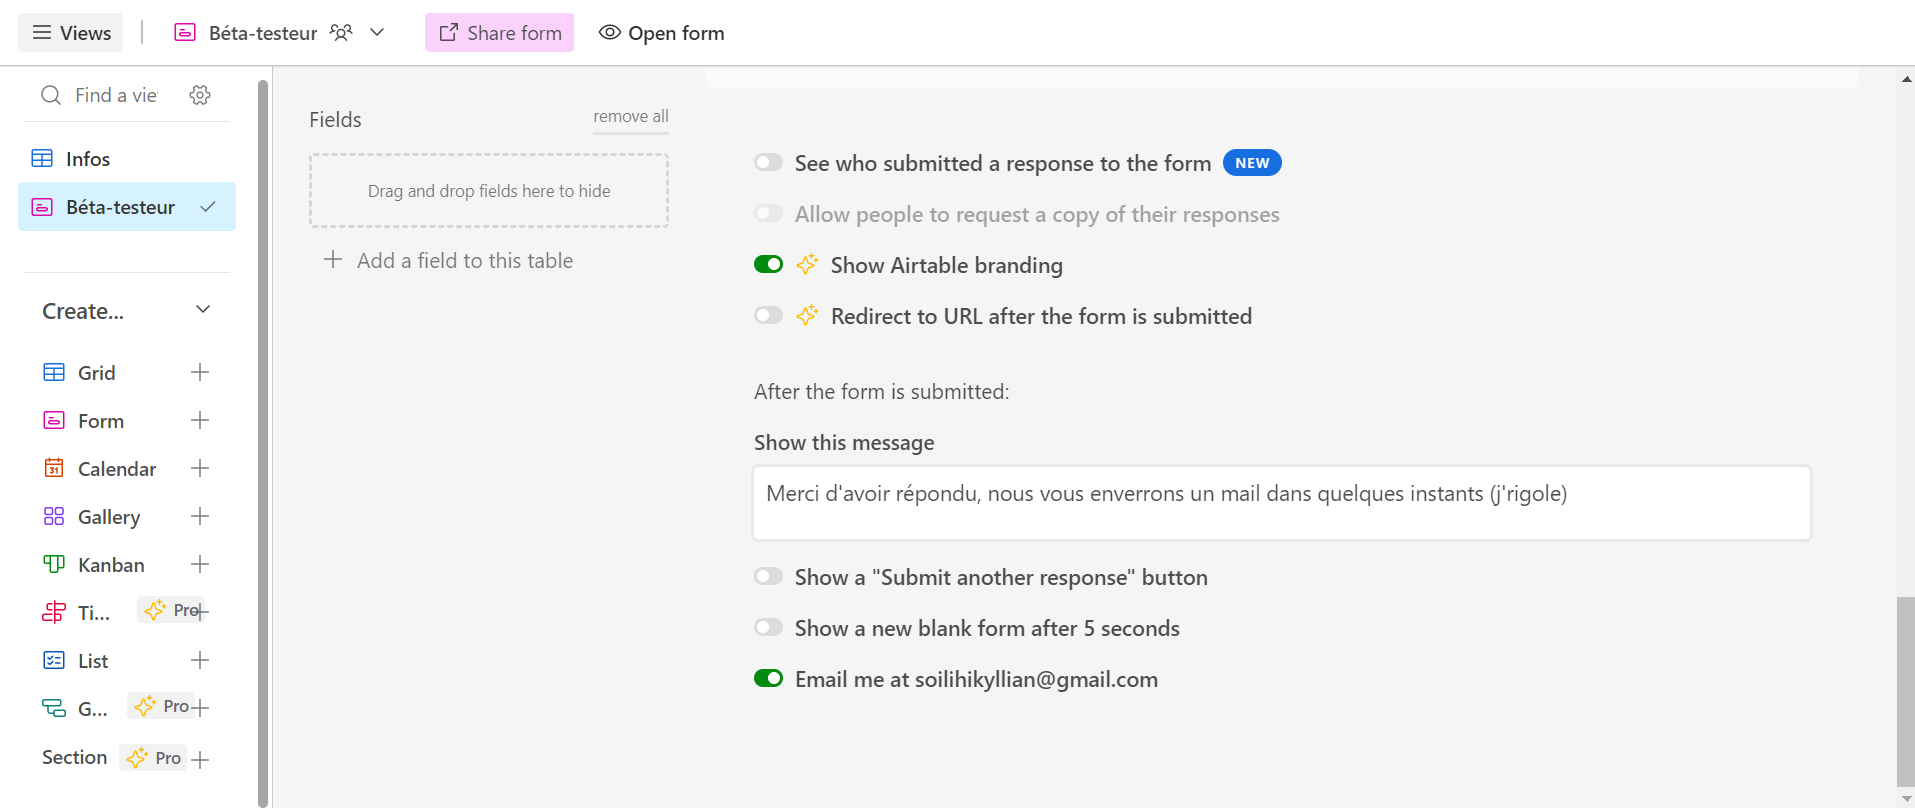 Views
Béta-testeur
Share form
Open form
Find a vie
Infos
Béta-testeur
Create...
Grid
Form
31
Calendar
Gallery
Kanban
Ti...
Pro
List
G...
Pro
Section
Pro
Fields
remove all
Drag and drop fields here to hide
Add a field to this table
See who submitted a response to the form
NEW
Allow people to request a copy of their responses
Show Airtable branding
Redirect to URL after the form is submitted
After the form is submitted:
Show this message
Merci d'avoir répondu, nous vous enverrons un mail dans quelques instants (j'rigole)
Show a "Submit another response" button
Show a new blank form after 5 seconds
Email me at soilihikyllian@gmail.com